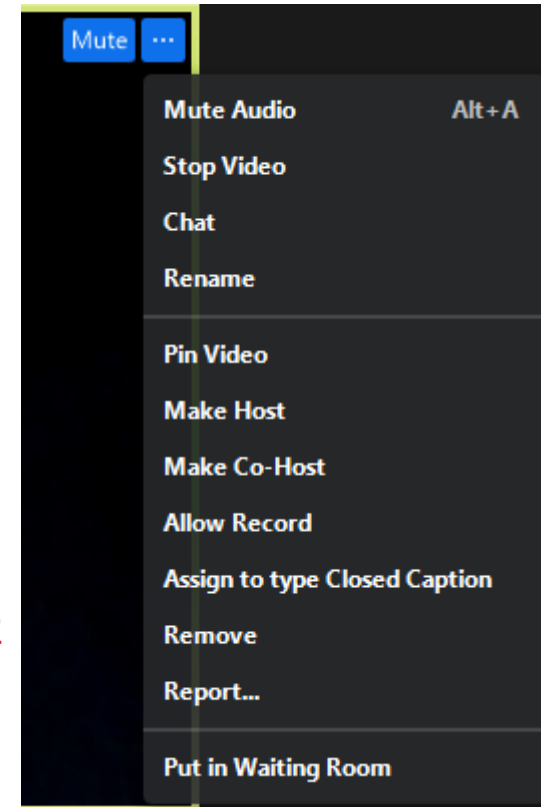 Mute ...
Mute Audio Alt+A
Stop Video
Chat
Rename
Pin Video
Make Host
Make Co-Host
Allow Record
Assign to type Closed Caption
Remove
Report...
Put in Waiting Room